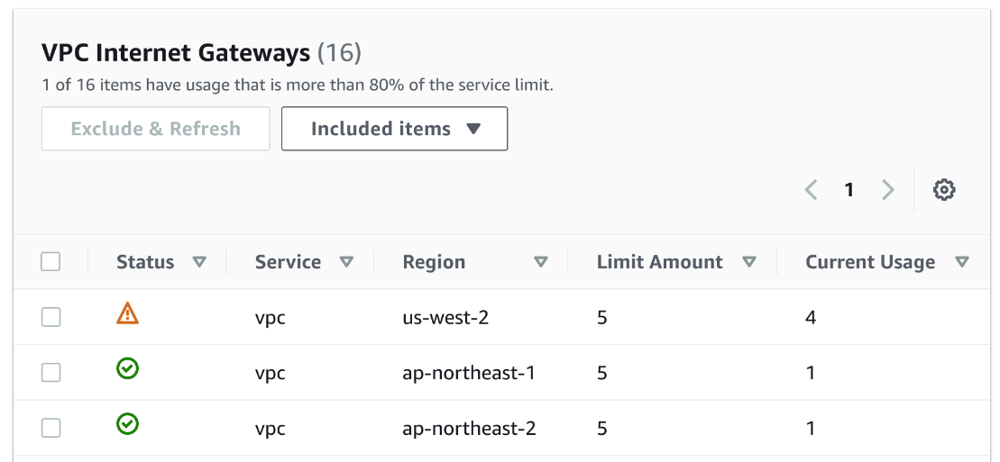 VPC Internet Gateways (16)
1 of 16 items have usage that is more than 80% of the service limit.
Exclude & Refresh Included items
1
Status Service Region Limit Amount Current Usage
vpc us-west-2 5 4
vpc ap-northeast-1 5 1
vpc ap-northeast-2 5 1